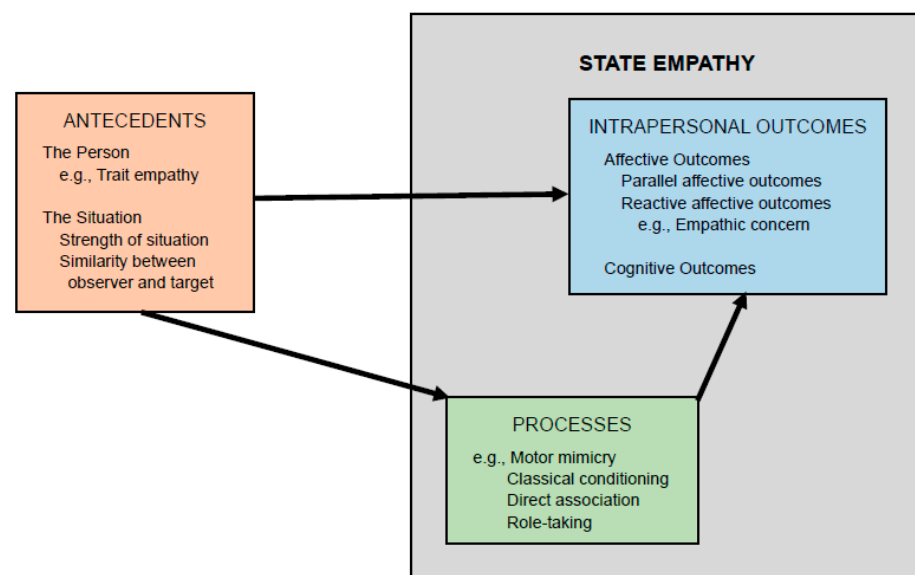 STATE EMPATHY
ANTECEDENTS
The Person
e.g., Trait empathy
The Situation
Strength of situation
Similarity between
observer and target
INTRAPERSONAL OUTCOMES
Affective Outcomes
Parallel affective outcomes
Reactive affective outcomes
e.g., Empathic concern
Cognitive Outcomes
PROCESSES
e.g., Motor mimicry
Classical conditioning
Direct association
Role-taking